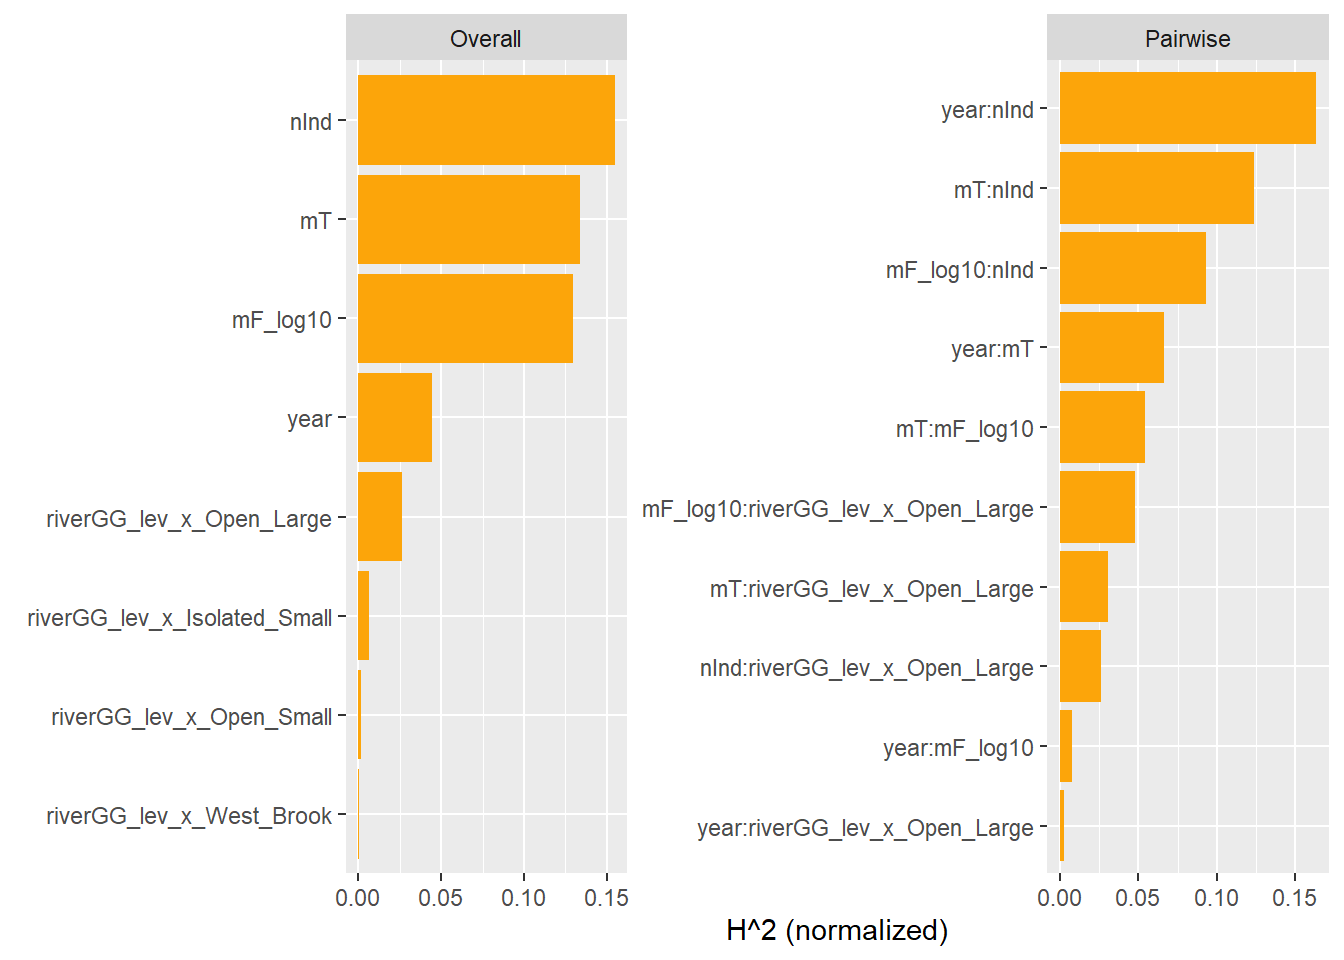 Overall
nInd
mT
mF_log10
year
riverGG_lev_x_Open_Large
riverGG_lev_x_Isolated_Small
riverGG_lev_x_Open_Small
riverGG_lev_x_West_Brook
0.00 0.05 0.10 0.15
Pairwise
year:nInd
mT:nInd
mF_log10:nInd
year:mT
mT:mF_log10
mF_log10:riverGG_lev_x_Open_Large
mT:riverGG_lev_x_Open_Large
nInd:riverGG_lev_x_Open_Large
year:mF_log10
year:riverGG_lev_x_Open_Large
0.00 0.05 0.10 0.15
H^2 (normalized)